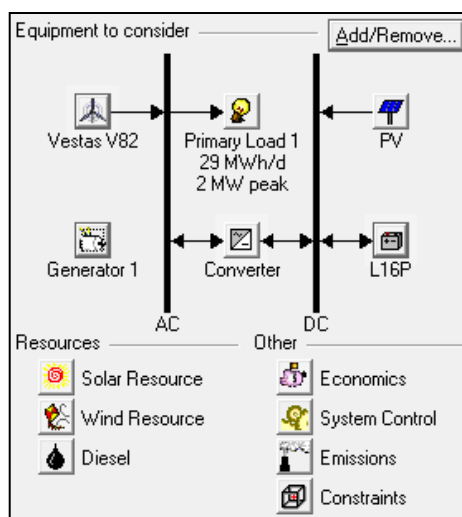 Equipment to consider
Add/Remove...
Vestas V82
Primary Load 1
29 MWh/d
2 MW peak
PV
Generator 1
Converter
L16P
AC
DC
Resources
Other
Solar Resource
Economics
Wind Resource
System Control
Diesel
Emissions
Constraints